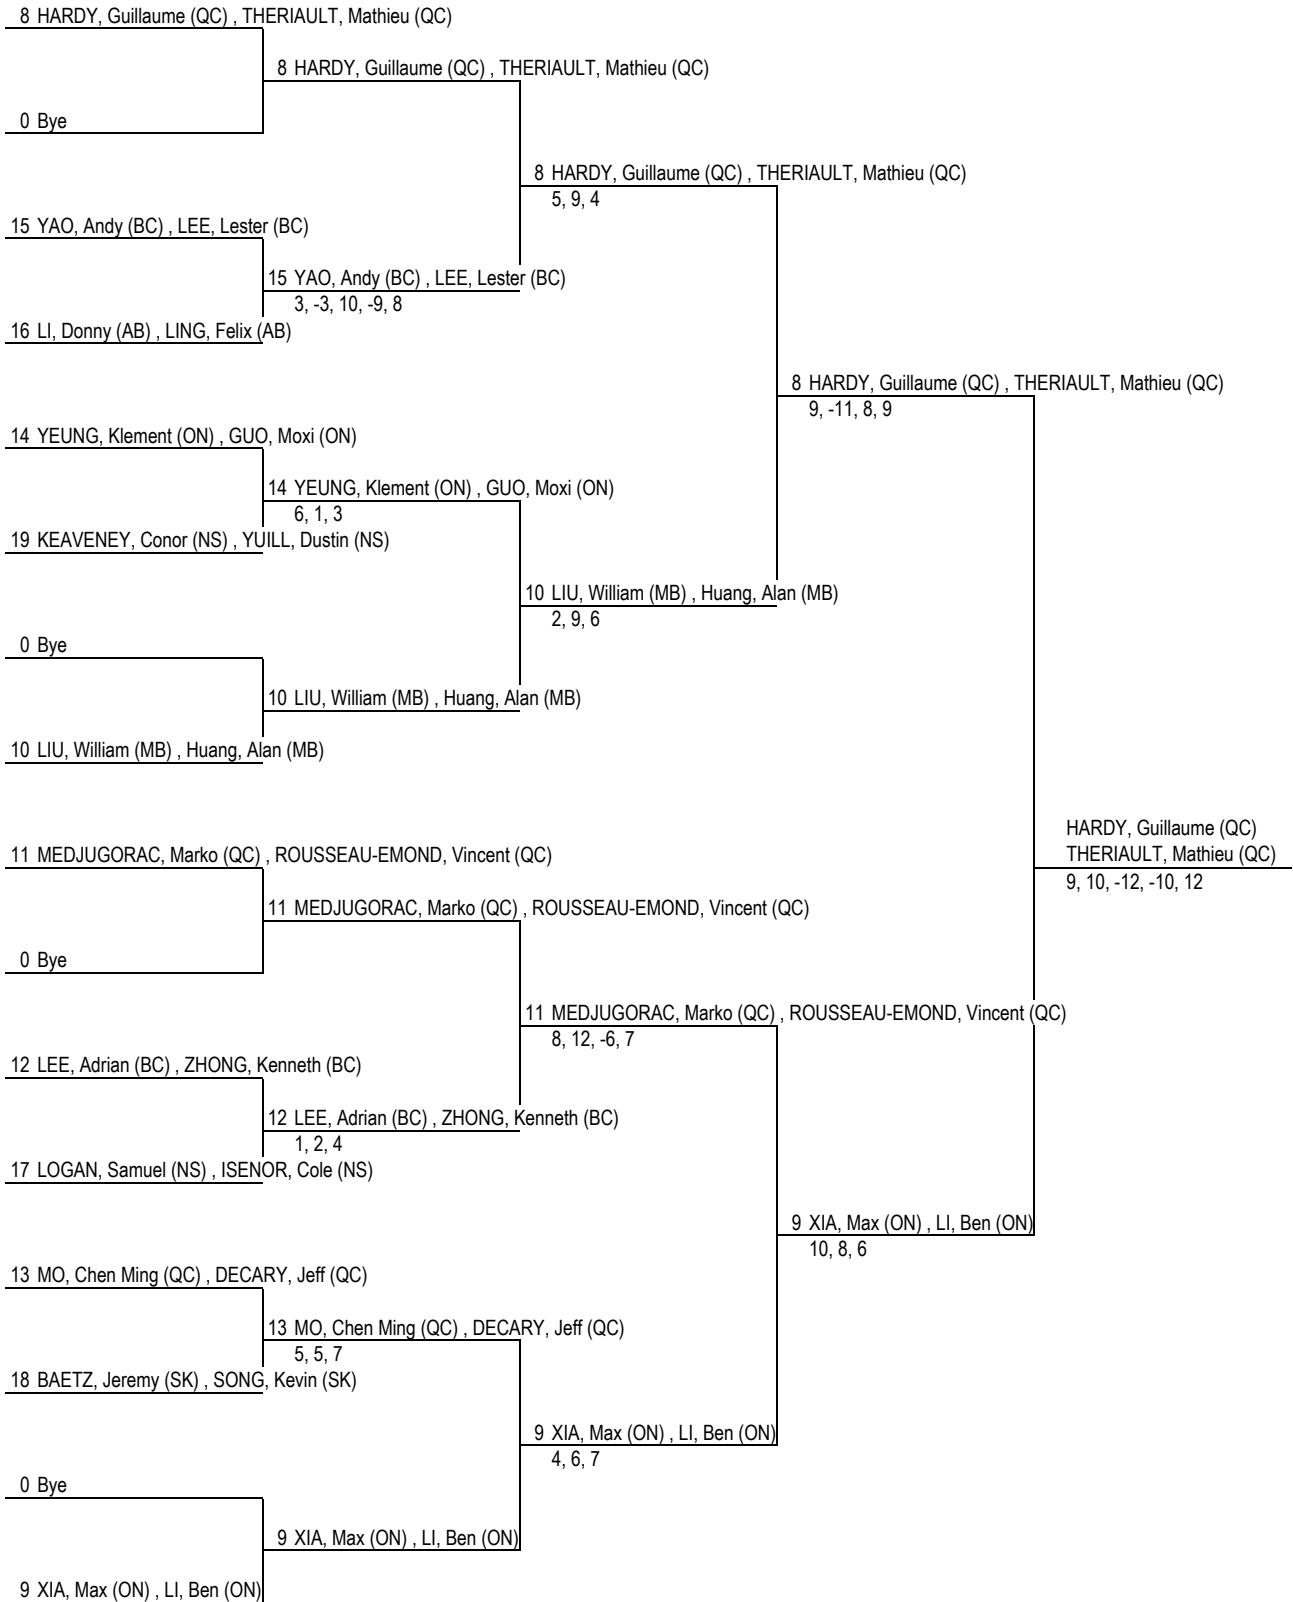 8 HARDY, Guillaume (QC) , THERIAULT, Mathieu (QC)
8 HARDY, Guillaume (QC) , THERIAULT, Mathieu (QC)
0 Bye
8 HARDY, Guillaume (QC) , THERIAULT, Mathieu (QC)
5, 9, 4
15 YAO, Andy (BC) , LEE, Lester (BC)
15 YAO, Andy (BC) , LEE, Lester (BC)
3, -3, 10, -9, 8
16 LI, Donny (AB) , LING, Felix (AB)
8 HARDY, Guillaume (QC) , THERIAULT, Mathieu (QC)
9, -11, 8, 9
14 YEUNG, Klement (ON) , GUO, Moxi (ON)
14 YEUNG, Klement (ON) , GUO, Moxi (ON)
6, 1, 3
19 KEAVENEY, Conor (NS) , YUILL, Dustin (NS)
10 LIU, William (MB) , Huang, Alan (MB)
2, 9, 6
0 Bye
10 LIU, William (MB) , Huang, Alan (MB)
10 LIU, William (MB) , Huang, Alan (MB)
HARDY, Guillaume (QC)
THERIAULT, Mathieu (QC)
9, 10, -12, -10, 12
11 MEDJUGORAC, Marko (QC) , ROUSSEAU-EMOND, Vincent (QC)
11 MEDJUGORAC, Marko (QC) , ROUSSEAU-EMOND, Vincent (QC)
0 Bye
11 MEDJUGORAC, Marko (QC) , ROUSSEAU-EMOND, Vincent (QC)
8, 12, -6, 7
12 LEE, Adrian (BC) , ZHONG, Kenneth (BC)
12 LEE, Adrian (BC) , ZHONG, Kenneth (BC)
1, 2, 4
17 LOGAN, Samuel (NS) , ISENOR, Cole (NS)
9 XIA, Max (ON) , LI, Ben (ON)
10, 8, 6
13 MO, Chen Ming (QC) , DECARY, Jeff (QC)
13 MO, Chen Ming (QC) , DECARY, Jeff (QC)
5, 5, 7
18 BAETZ, Jeremy (SK) , SONG, Kevin (SK)
9 XIA, Max (ON) , LI, Ben (ON)
4, 6, 7
0 Bye
9 XIA, Max (ON) , LI, Ben (ON)
9 XIA, Max (ON) , LI, Ben (ON)